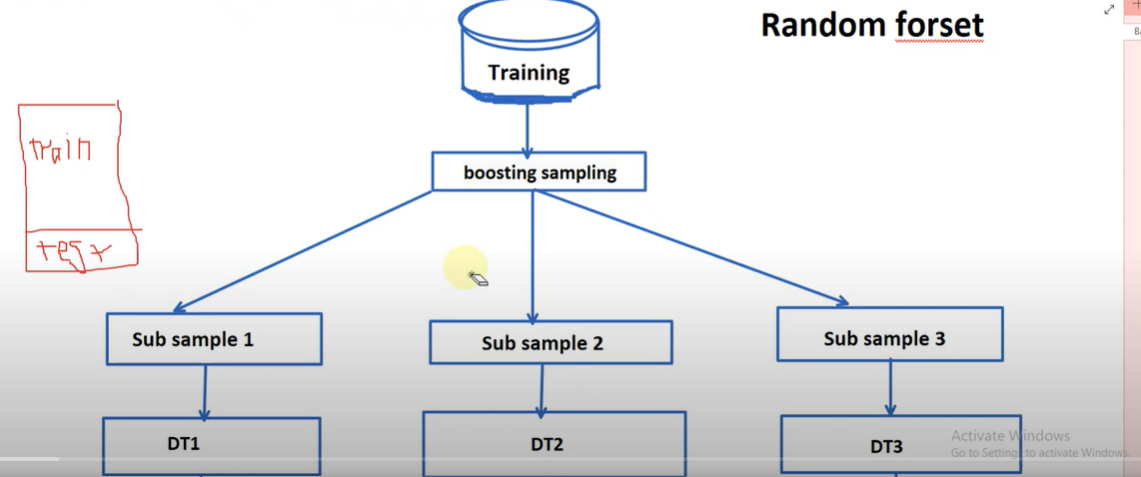 Random forset
Training
train
boosting sampling
test
Sub sample 1
Sub sample 2
Sub sample 3
DT1
DT2
DT3
Activate Windows
Go to Settings to activate Windows.